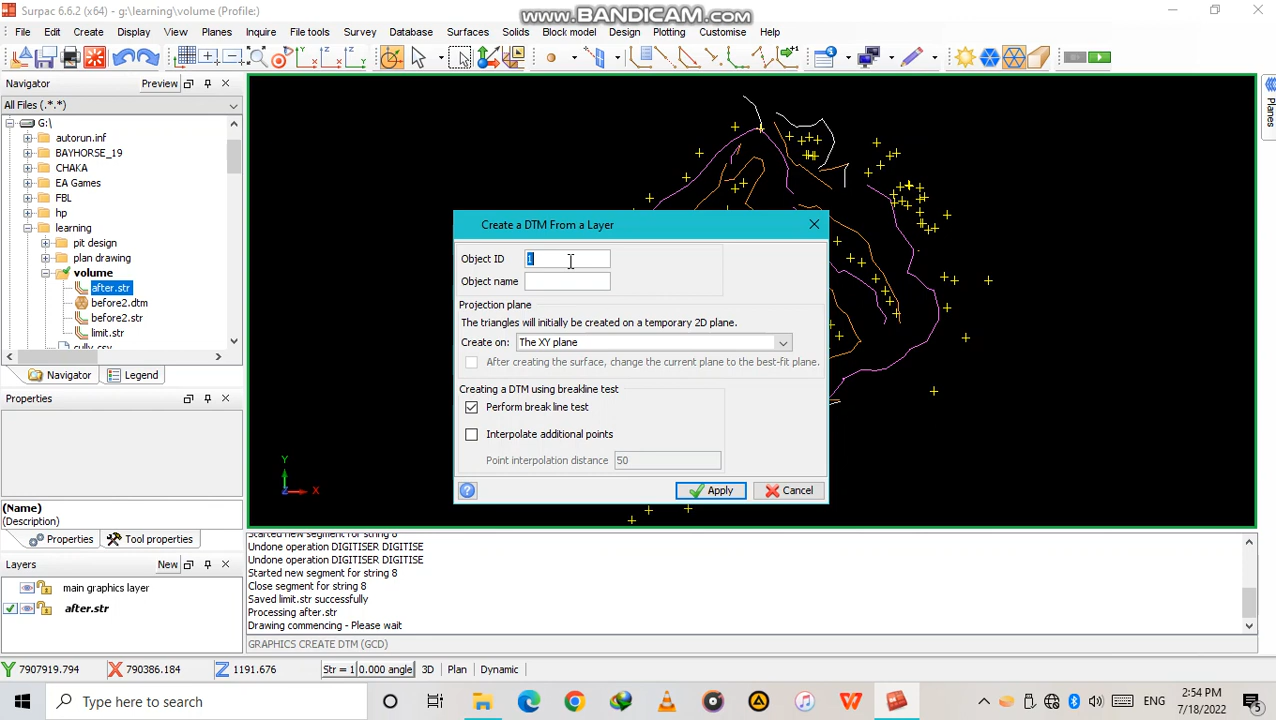 Surpac 6.6.2 (x64) - g:\learning\volume (Profile:)
www.BANDICAM.com
File Edit Create Display View Planes Inquire File tools Survey Database Surfaces Solids Block model Design Plotting Customise Help
Navigator Preview
All Files (*.*)
G:\
autorun.inf
BAYHORSE_19
CHAKA
EA Games
FBL
hp
learning
pit design
plan drawing
volume
after.str
before2.dtm
before2.str
limit.str
Navigator Legend
Properties
(Name)
(Description)
Properties Tool properties
Layers New
main graphics layer
after.str
Planes
Create a DTM From a Layer
Object ID 1
Object name
Projection plane
The triangles will initially be created on a temporary 2D plane.
Create on: The XY plane
After creating the surface, change the current plane to the best-fit plane.
Creating a DTM using breakline test
Perform break line test
Interpolate additional points
Point interpolation distance 50
Apply Cancel
Y
Z X
Started new segment for string 8
Undone operation DIGITISER DIGITISE
Undone operation DIGITISER DIGITISE
Started new segment for string 8
Close segment for string 8
Saved limit.str successfully
Processing after.str
Drawing commencing - Please wait
GRAPHICS CREATE DTM (GCD)
Y 7907919.794 X 790386.184 Z 1191.676 Str = 1 0.000 angle 3D Plan Dynamic
Type here to search
ENG
2:54 PM
7/18/2022
5